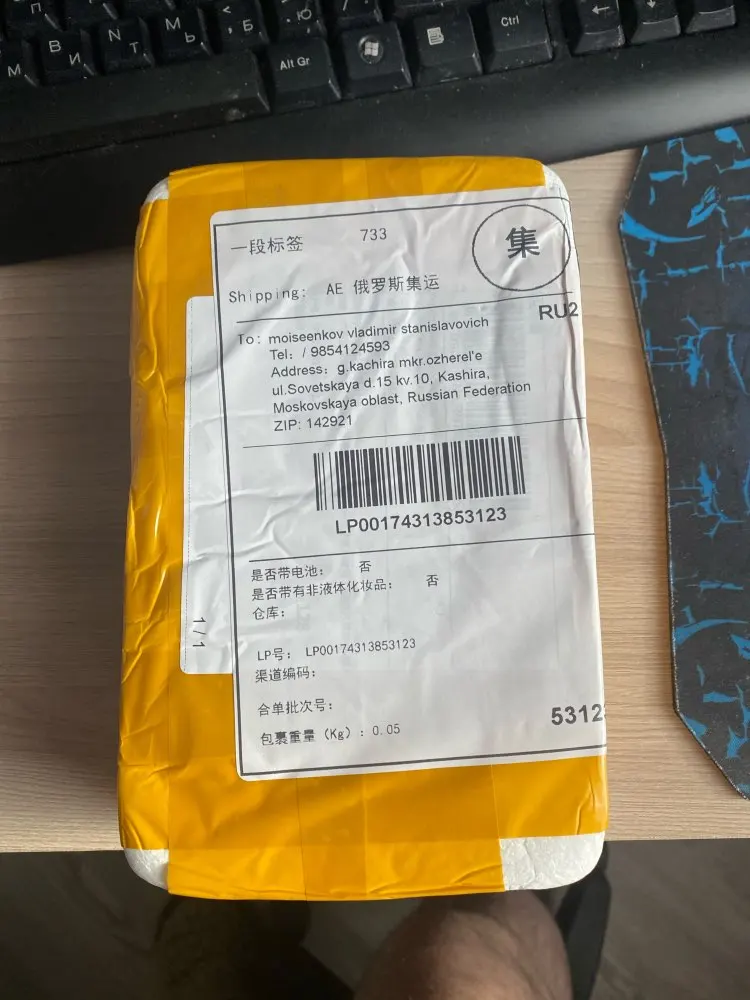 М И Т Ь Б Ю
Alt Gr
Ctrl
一段标签 733
集
Shipping: AE 俄罗斯集运
RU2
To: moiseenkov vladimir stanislavovich
Tel: / 9854124593
Address: g.kachira mkr.ozherel'e
ul.Sovetskaya d.15 kv.10, Kashira,
Moskovskaya oblast, Russian Federation
ZIP: 142921
LP00174313853123
是否带电池: 否
是否带有非液体化妆品: 否
仓库:
1/1
LP号: LP00174313853123
渠道编码:
合单批次号:
5312
包裹重量 (Kg) : 0.05